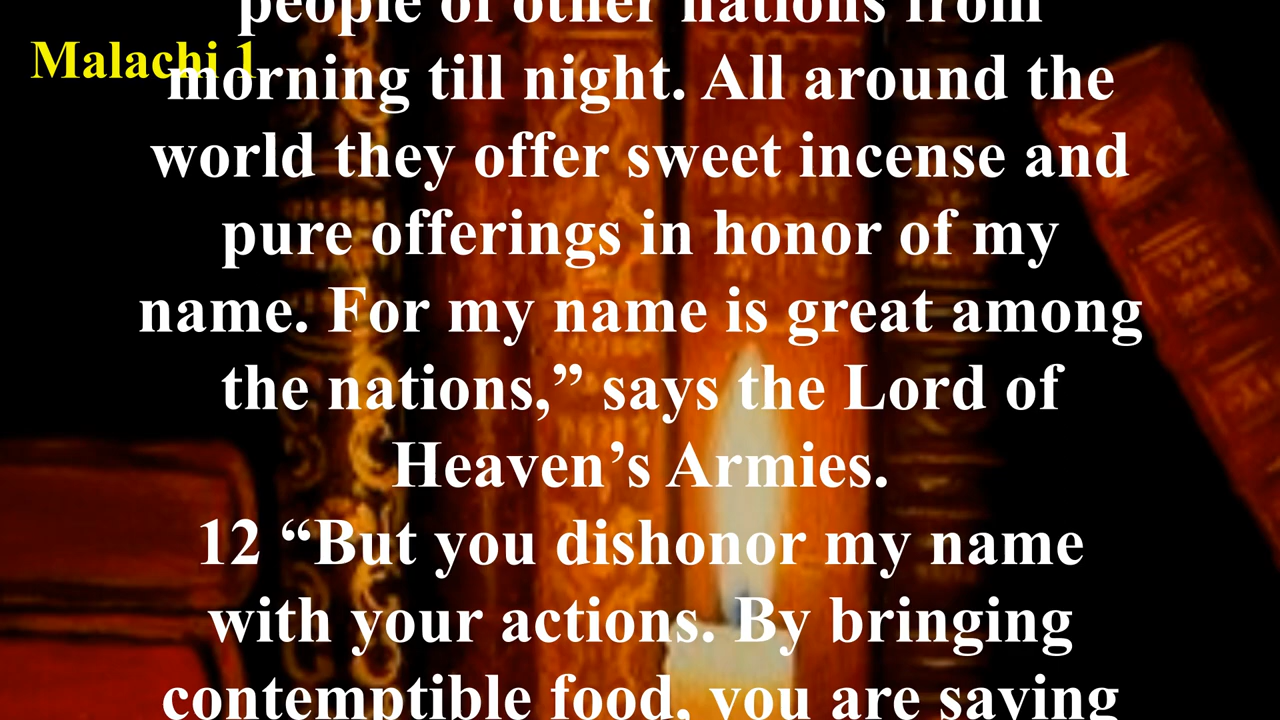 people of other nations from
Malachi 1
morning till night. All around the
world they offer sweet incense and
pure offerings in honor of my
name. For my name is great among
the nations,” says the Lord of
Heaven’s Armies.
12 “But you dishonor my name
with your actions. By bringing
contemptible food, you are saying